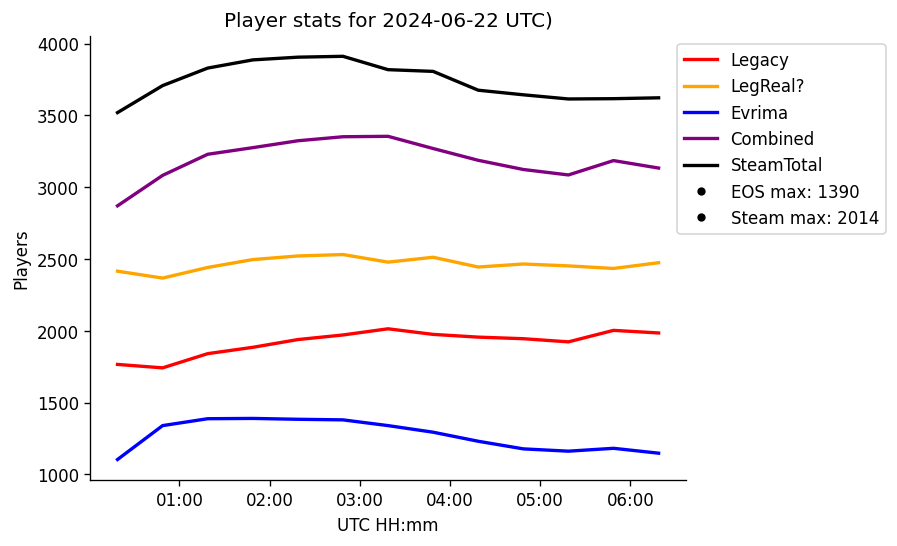 Player stats for 2024-06-22 UTC)
4000
3500
3000
2500
2000
1500
1000
Players
01:00 02:00 03:00 04:00 05:00 06:00
UTC HH:mm
Legacy
LegReal?
Evrima
Combined
SteamTotal
EOS max: 1390
Steam max: 2014